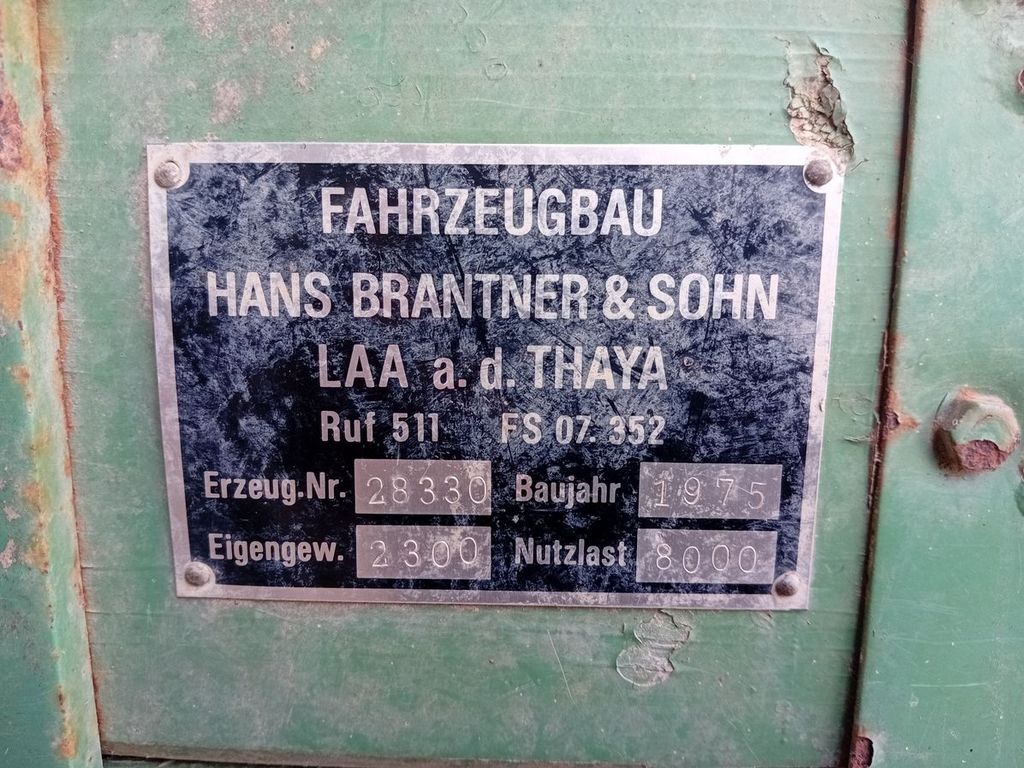 FAHRZEUGBAU
HANS BRANTNER & SOHN
LAA a. d. THAYA
Ruf 511 FS 07. 352
Erzeug.Nr. 28330 Baujahr 1975
Eigengew. 2300 Nutzlast 8000